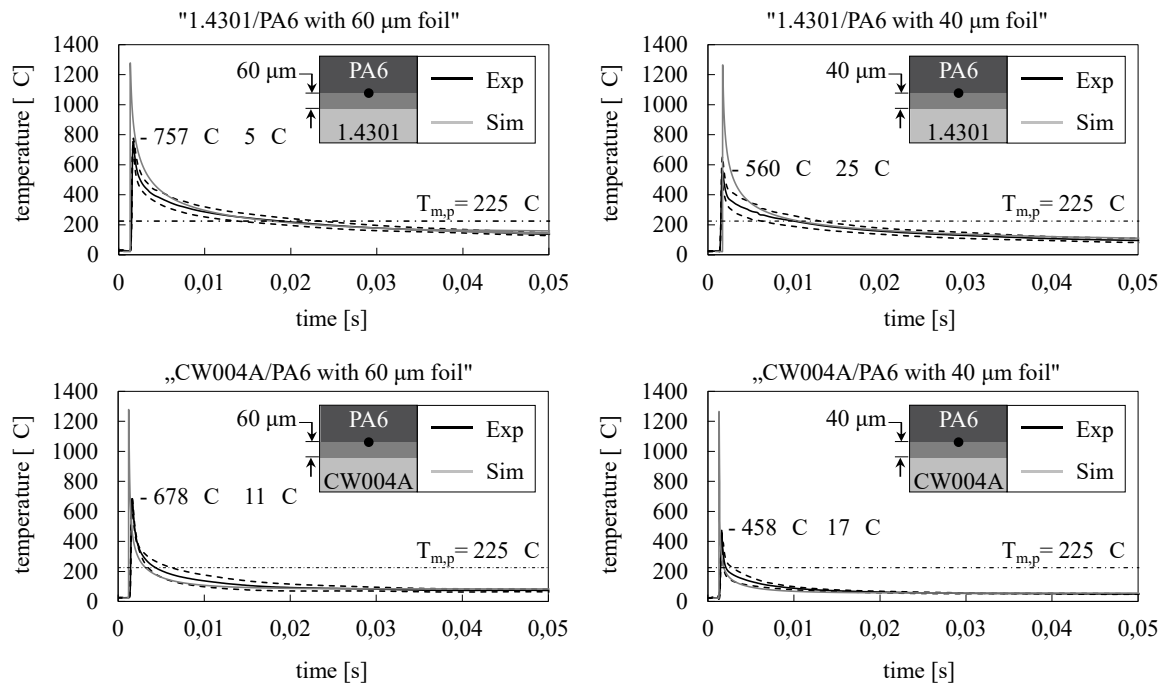 "1.4301/PA6 with 60 µm foil"
1400
1200
1000
800
600
400
200
0
temperature [ C]
60 µm
PA6
1.4301
Exp
Sim
- 757 C 5 C
Tm,p= 225 C
0 0,01 0,02 0,03 0,04 0,05
time [s]
"1.4301/PA6 with 40 µm foil"
1400
1200
1000
800
600
400
200
0
temperature [ C]
40 µm
PA6
1.4301
Exp
Sim
- 560 C 25 C
Tm,p= 225 C
0 0,01 0,02 0,03 0,04 0,05
time [s]
„CW004A/PA6 with 60 µm foil"
1400
1200
1000
800
600
400
200
0
temperature [ C]
60 µm
PA6
CW004A
Exp
Sim
- 678 C 11 C
Tm,p= 225 C
0 0,01 0,02 0,03 0,04 0,05
time [s]
„CW004A/PA6 with 40 µm foil"
1400
1200
1000
800
600
400
200
0
temperature [ C]
40 µm
PA6
CW004A
Exp
Sim
- 458 C 17 C
Tm,p= 225 C
0 0,01 0,02 0,03 0,04 0,05
time [s]